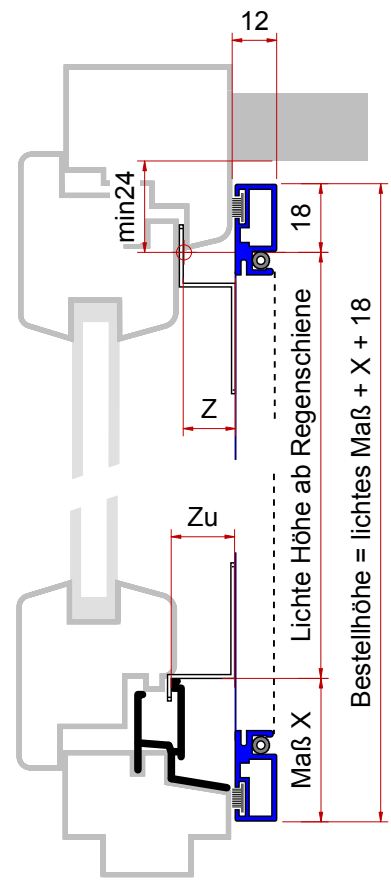 12
min24
18
Z
Lichte Höhe ab Regenschiene
Bestellhöhe = lichtes Maß + X + 18
Zu
Maß X